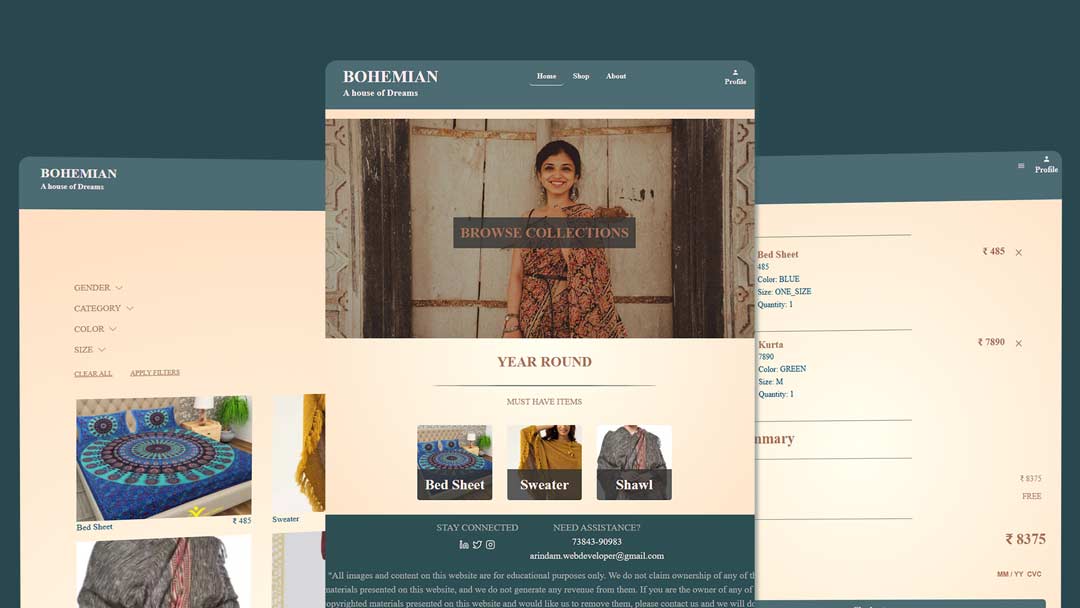 BOHEMIAN
A house of Dreams
GENDER
CATEGORY
COLOR
SIZE
CLEAR ALL APPLY FILTERS
Bed Sheet ₹ 485
Sweater
BOHEMIAN
A house of Dreams
Home Shop About
Profile
BROWSE COLLECTIONS
YEAR ROUND
MUST HAVE ITEMS
Bed Sheet Sweater Shawl
STAY CONNECTED NEED ASSISTANCE?
73843-90983
arindam.webdeveloper@gmail.com
"All images and content on this website are for educational purposes only. We do not claim ownership of any of
materials presented on this website, and we do not generate any revenue from them. If you are the owner of any of
opyrighted materials presented on this website and would like us to remove them, please contact us and we will
Profile
Bed Sheet ₹ 485
485
Color: BLUE
Size: ONE_SIZE
Quantity: 1
Kurta ₹ 7890
7890
Color: GREEN
Size: M
Quantity: 1
mmary
₹ 8375
FREE
₹ 8375
MM / YY CVC